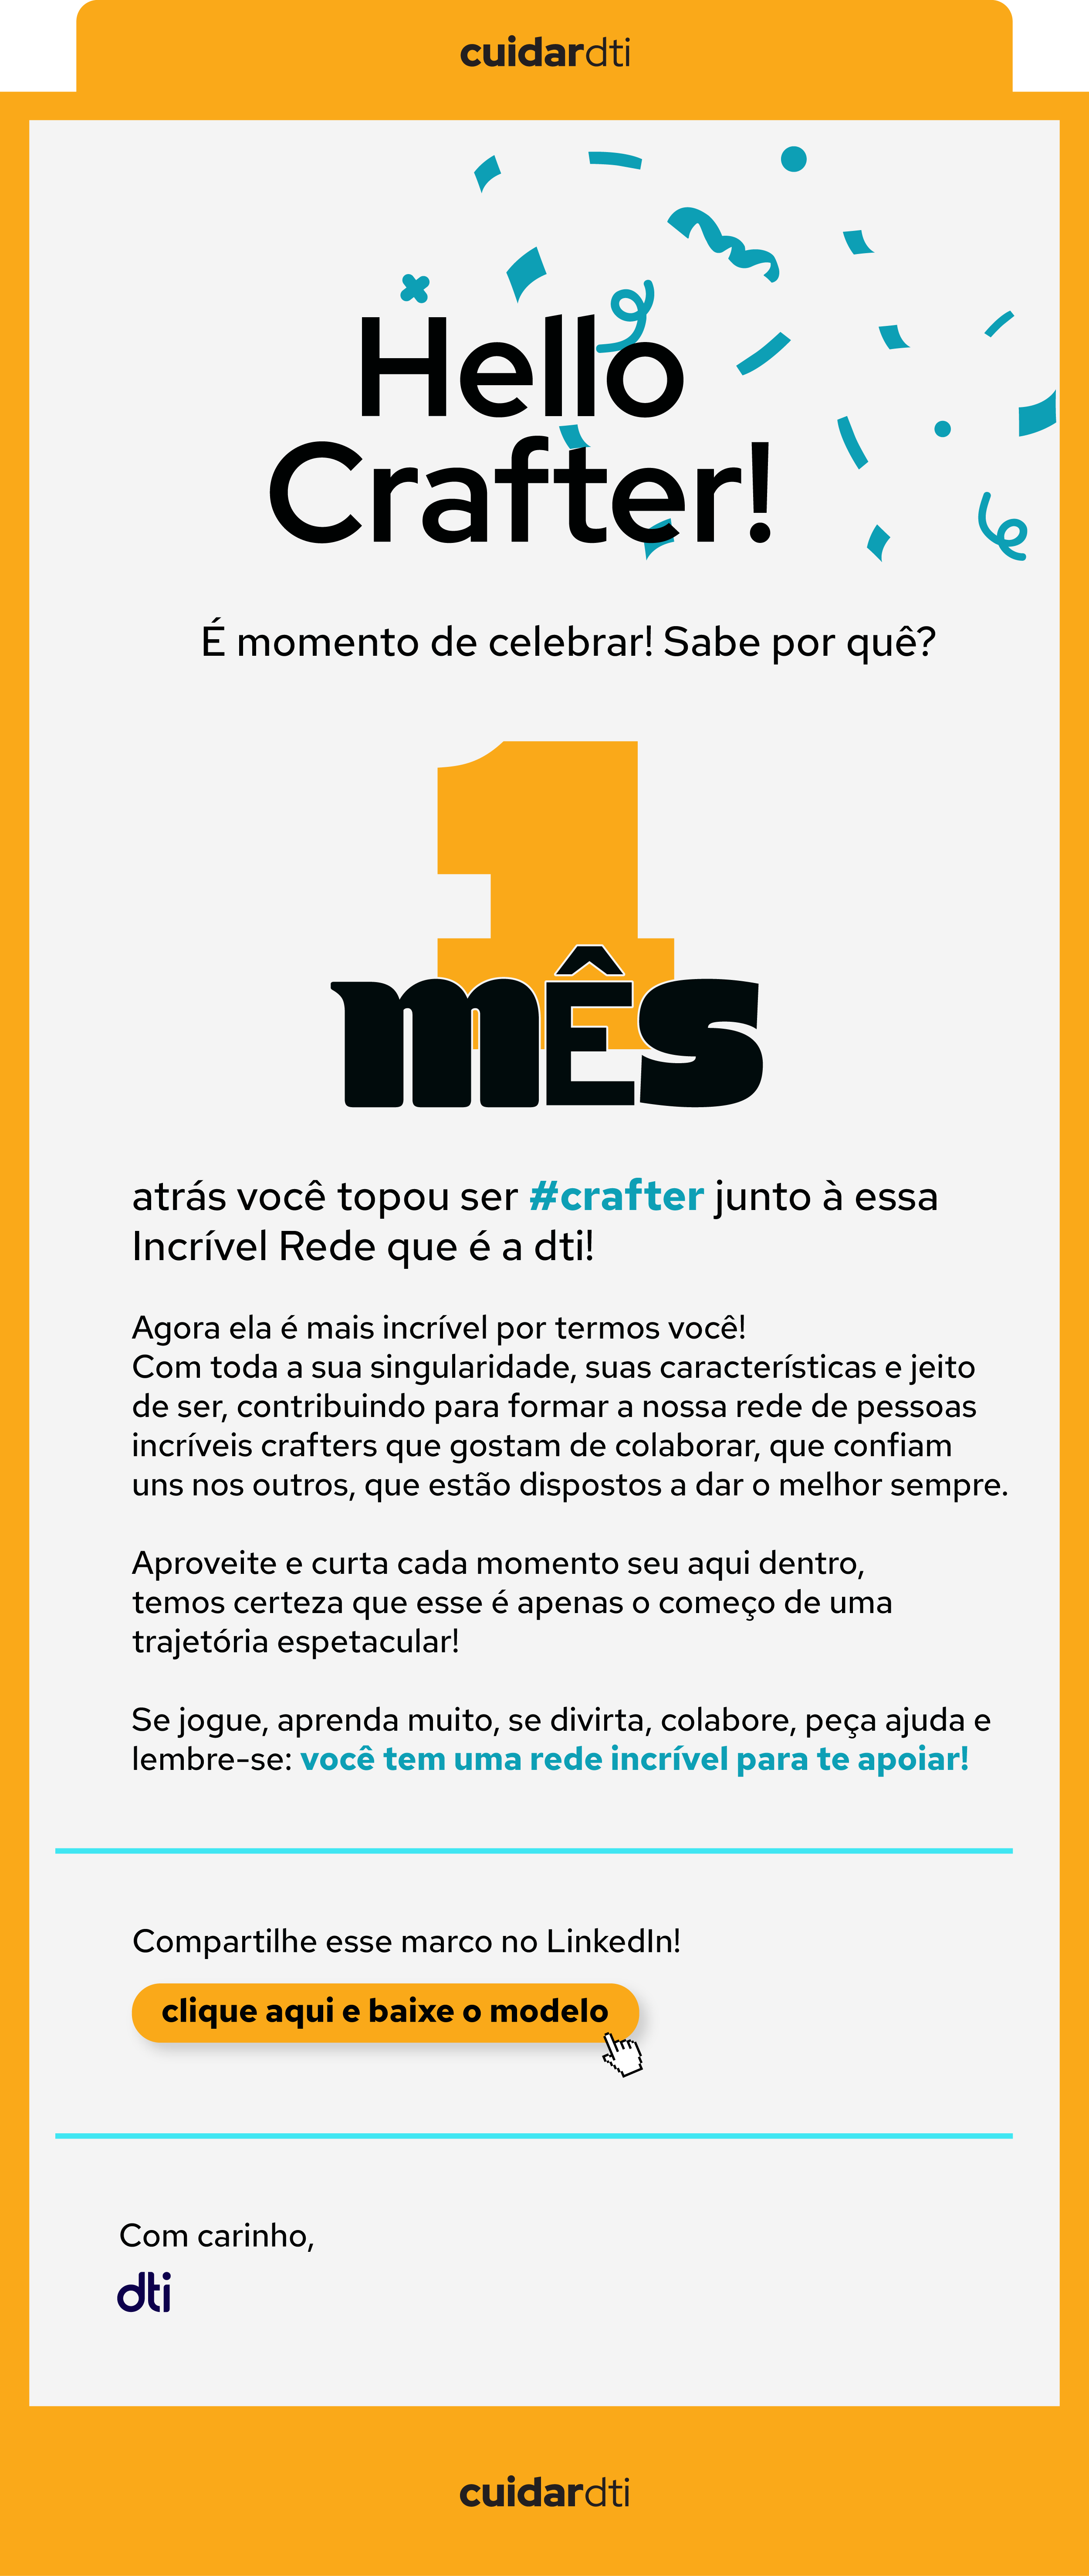 cuidardti
Hello
Crafter!
É momento de celebrar! Sabe por quê?
1
mês
atrás você topou ser #crafter junto à essa
Incrível Rede que é a dti!
Agora ela é mais incrível por termos você!
Com toda a sua singularidade, suas características e jeito
de ser, contribuindo para formar a nossa rede de pessoas
incríveis crafters que gostam de colaborar, que confiam
uns nos outros, que estão dispostos a dar o melhor sempre.
Aproveite e curta cada momento seu aqui dentro,
temos certeza que esse é apenas o começo de uma
trajetória espetacular!
Se jogue, aprenda muito, se divirta, colabore, peça ajuda e
lembre-se: você tem uma rede incrível para te apoiar!
Compartilhe esse marco no LinkedIn!
clique aqui e baixe o modelo
Com carinho,
dti
cuidardti